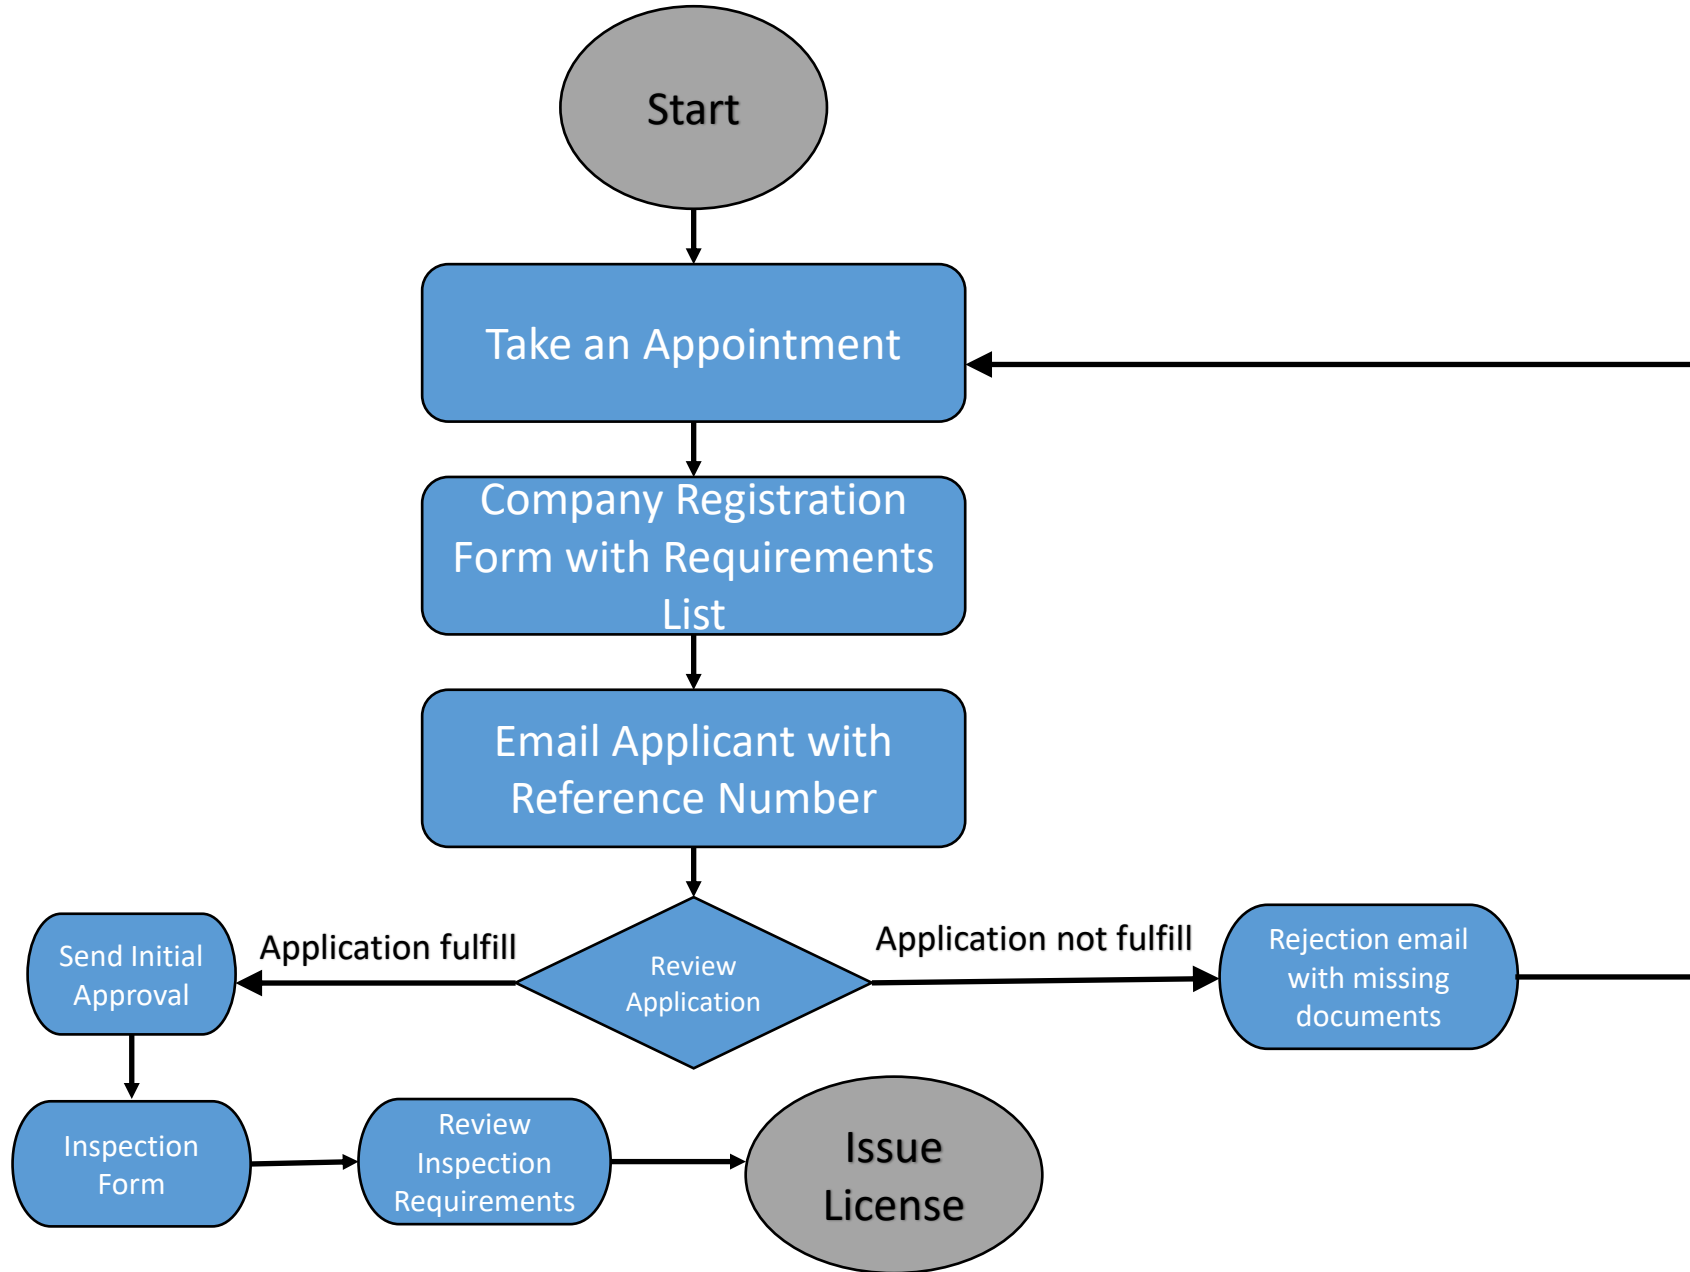 Start
Take an Appointment
Company Registration
Form with Requirements
List
Email Applicant with
Reference Number
Send Initial
Approval
Application fulfill
Review
Application
Application not fulfill
Rejection email
with missing
documents
Inspection
Form
Review
Inspection
Requirements
Issue
License